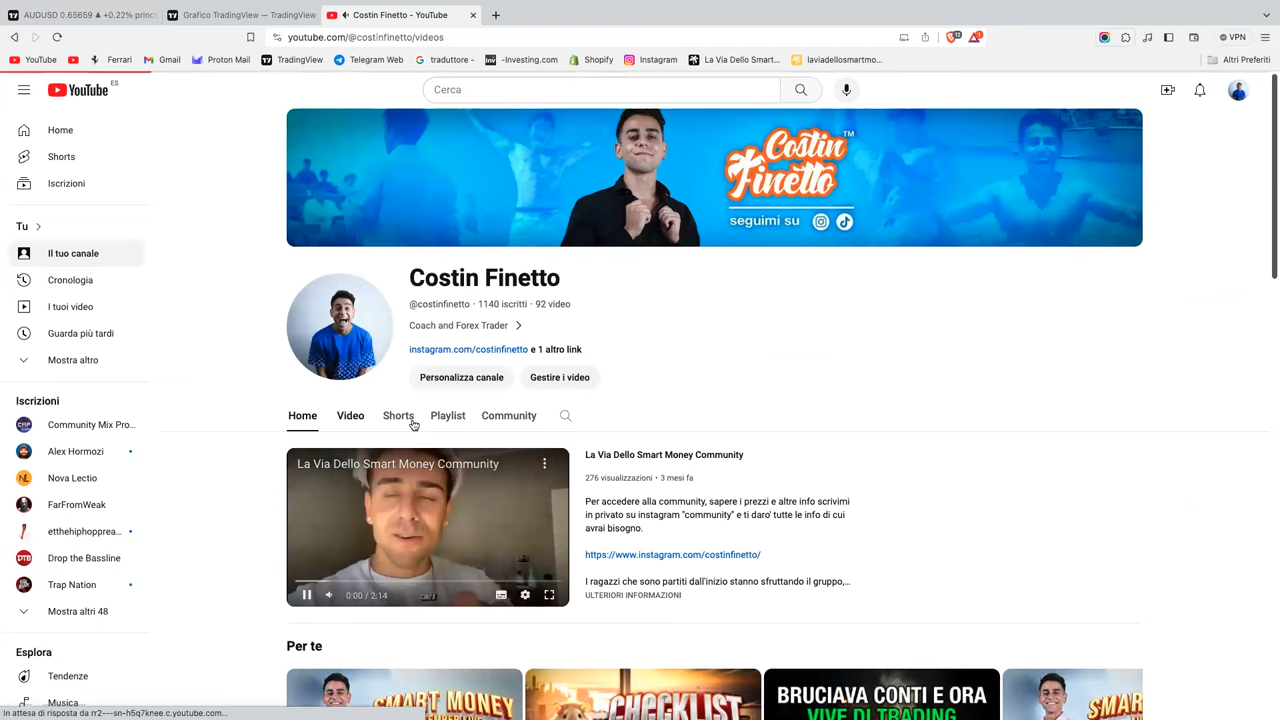 AUDUSD 0.65659 ▲ +0.22% princ
Grafico TradingView — TradingView
Costin Finetto - YouTube
youtube.com/@costinfinetto/videos
VPN
YouTube
Ferrari
Gmail
Proton Mail
TradingView
Telegram Web
traduttore -
-Investing.com
Shopify
Instagram
La Via Dello Smart...
laviadellosmartmo...
Altri Preferiti
YouTube ES
Cerca
Home
Shorts
Iscrizioni
Tu
Il tuo canale
Cronologia
I tuoi video
Guarda più tardi
Mostra altro
Iscrizioni
Community Mix Pro...
Alex Hormozi
Nova Lectio
FarFromWeak
etthehiphopprea...
Drop the Bassline
Trap Nation
Mostra altri 48
Esplora
Tendenze
Musica
In attesa di risposta da rr2---sn-h5q7knee.c.youtube.com...
Costin
Finetto™
seguimi su
Costin Finetto
@costinfinetto · 1140 iscritti · 92 video
Coach and Forex Trader
instagram.com/costinfinetto e 1 altro link
Personalizza canale
Gestire i video
Home
Video
Shorts
Playlist
Community
La Via Dello Smart Money Community
0:00 / 2:14
La Via Dello Smart Money Community
276 visualizzazioni · 3 mesi fa
Per accedere alla community, sapere i prezzi e altre info scrivimi
in privato su instagram "community" e ti daro' tutte le info di cui
avrai bisogno.
https://www.instagram.com/costinfinetto/
I ragazzi che sono partiti dall'inizio stanno sfruttando il gruppo,...
ULTERIORI INFORMAZIONI
Per te
SMART MONEY
CHECKLIST
BRUCIAVA CONTI E ORA
VIVE DI TRADING
SMAR